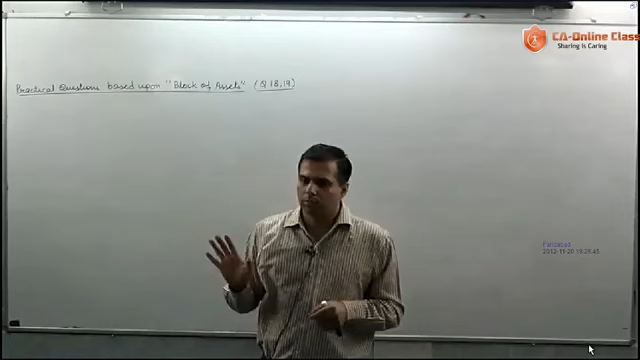 CA-Online Class
Sharing is Caring
Practical Questions based upon "Block of Assets" (Q 18, 19)
Faridabad
2012-11-20 19:28:45